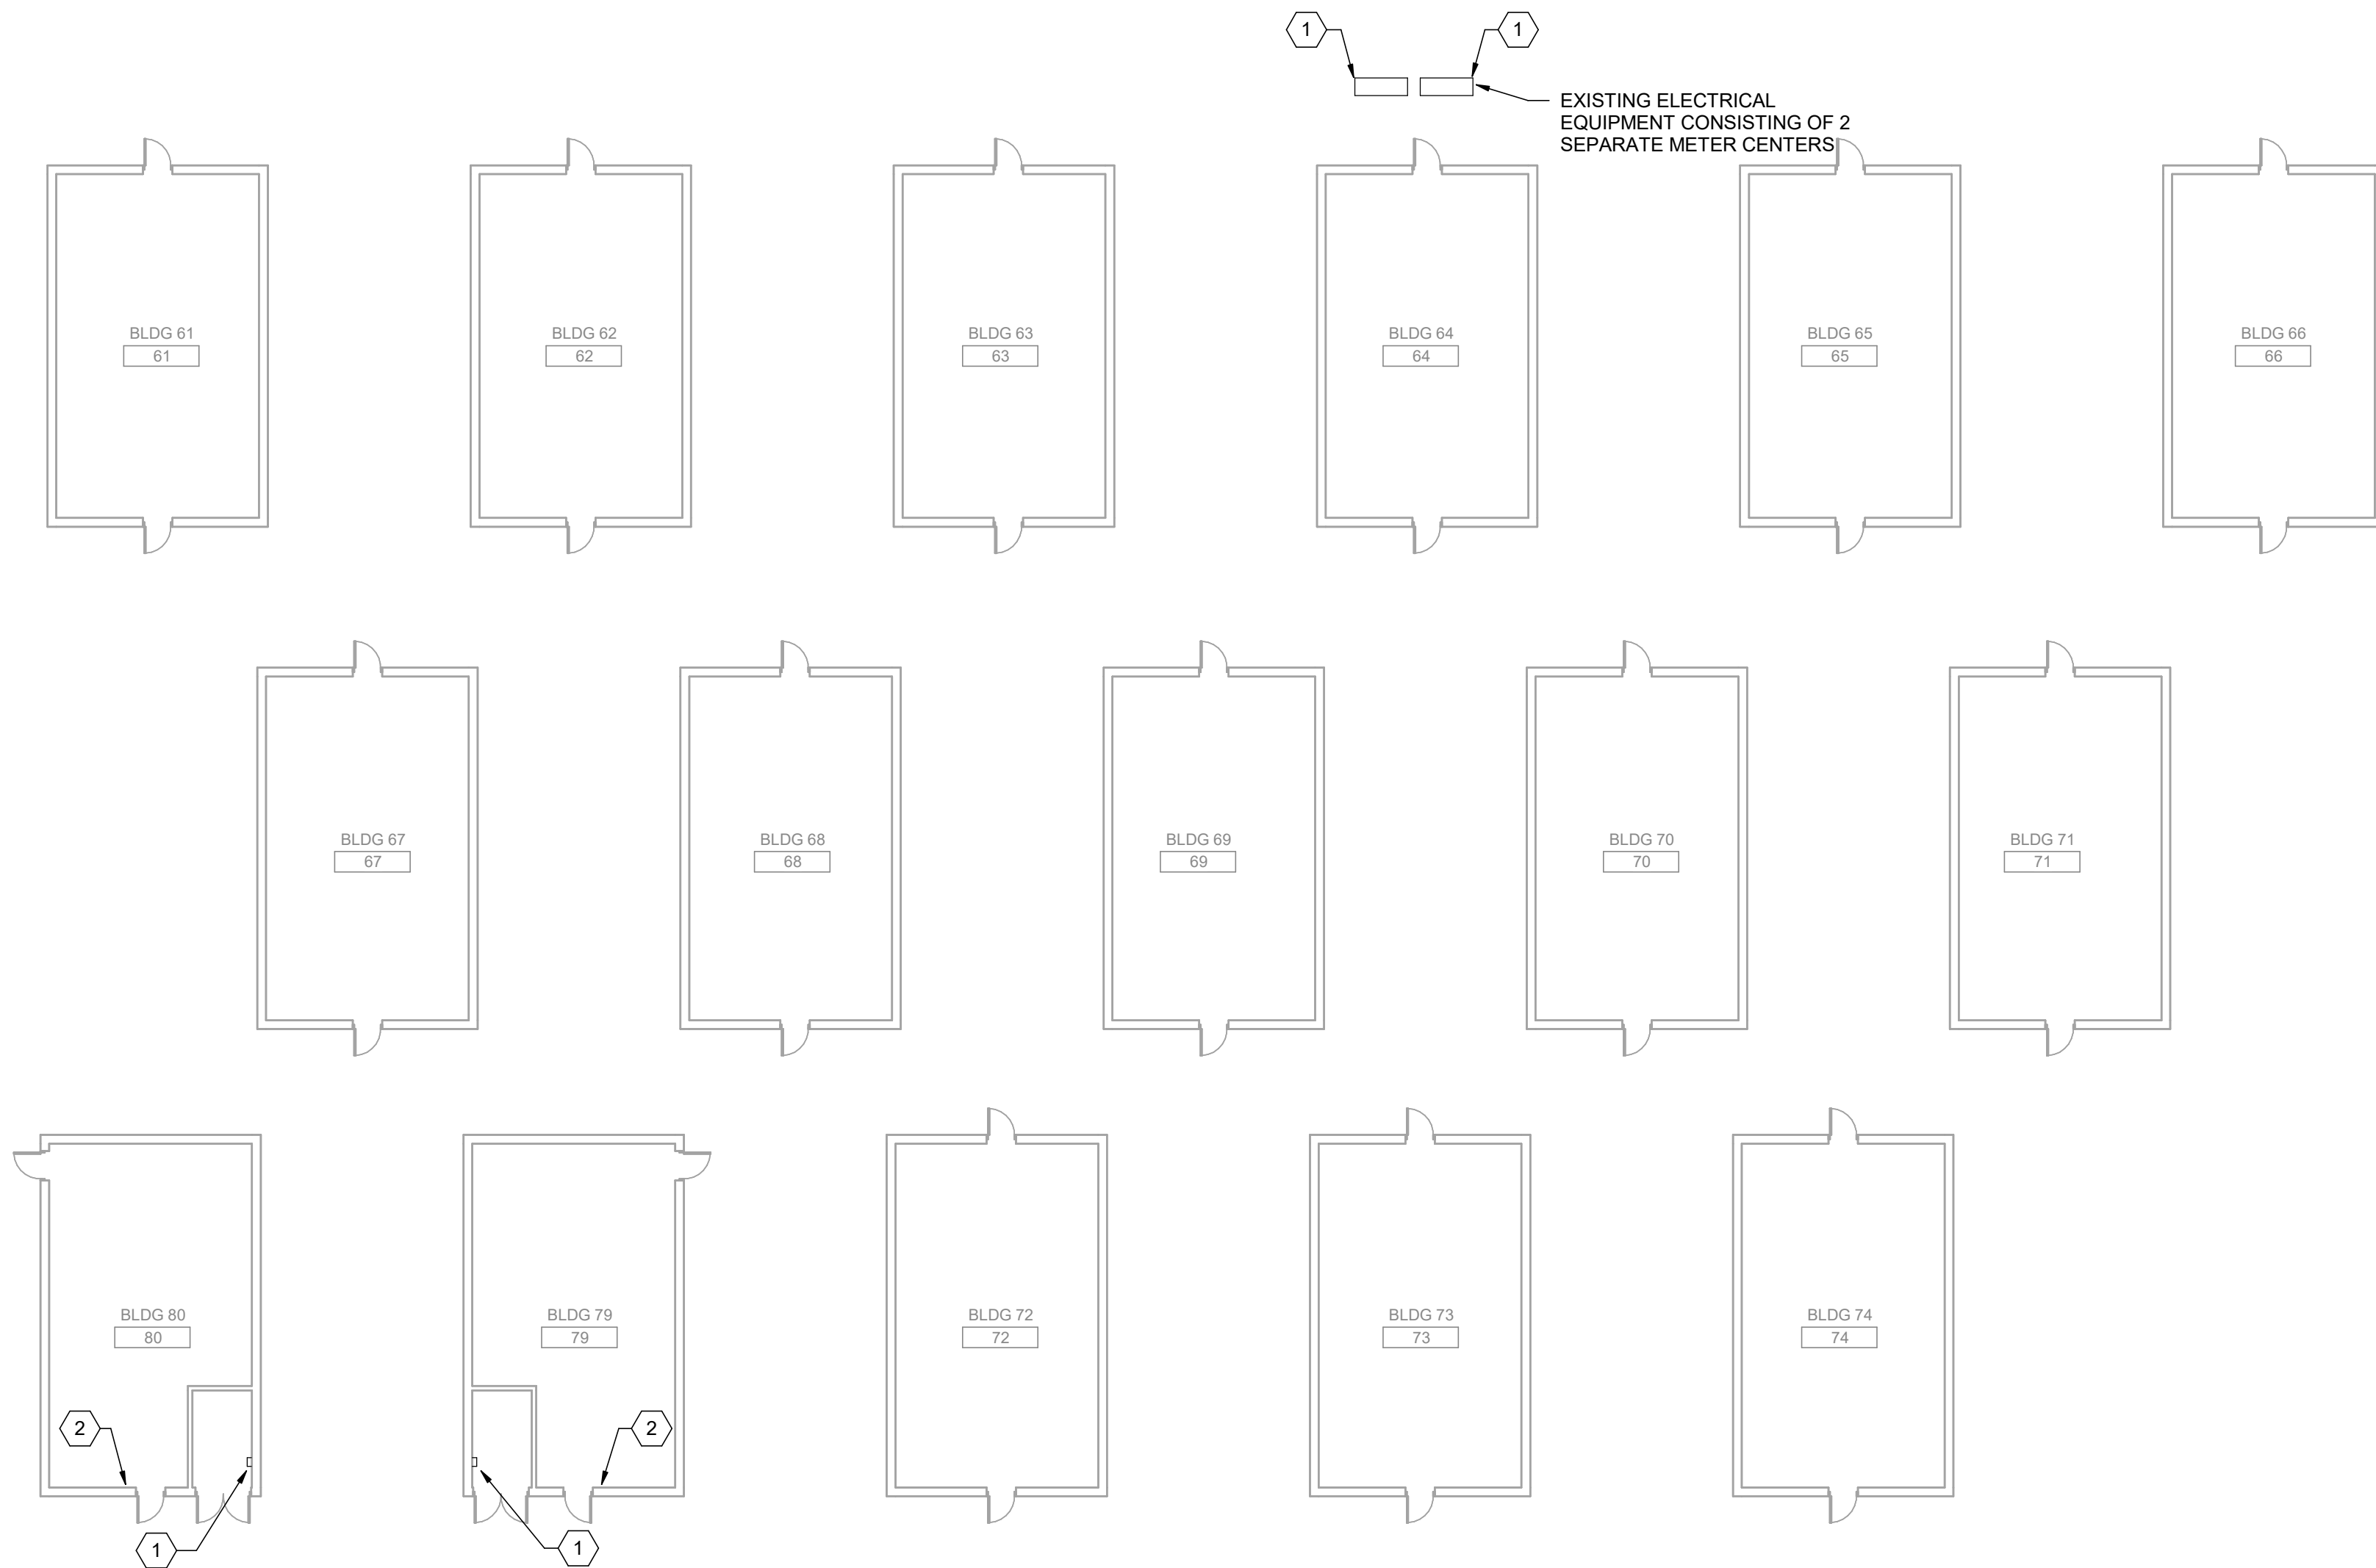 1
1
EXISTING ELECTRICAL
EQUIPMENT CONSISTING OF 2
SEPARATE METER CENTERS
BLDG 61
61
BLDG 62
62
BLDG 63
63
BLDG 64
64
BLDG 65
65
BLDG 66
66
BLDG 67
67
BLDG 68
68
BLDG 69
69
BLDG 70
70
BLDG 71
71
BLDG 80
80
BLDG 79
79
BLDG 72
72
BLDG 73
73
BLDG 74
74
2
2
1
1